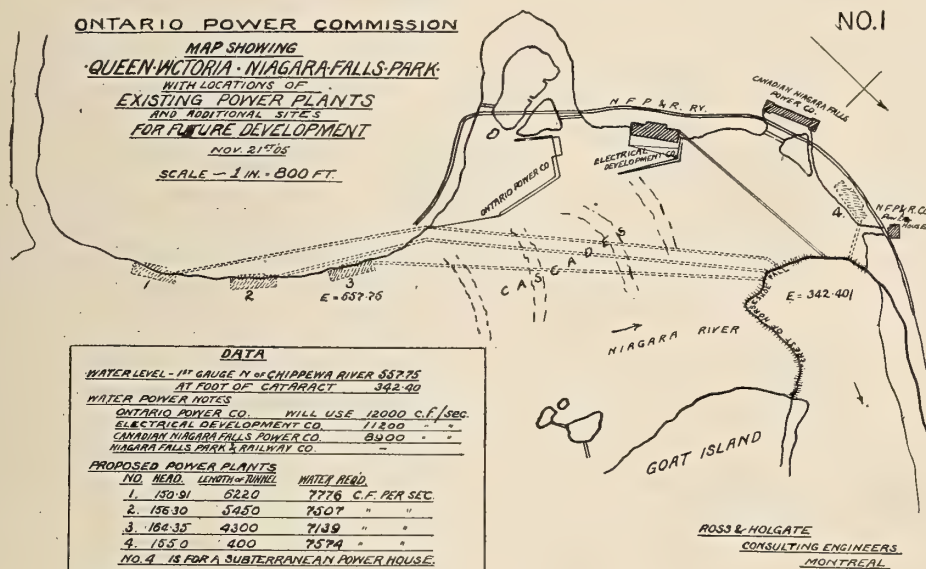 ONTARIO POWER COMMISSION
MAP SHOWING
QUEEN·VICTORIA·NIAGARA·FALLS·PARK
WITH LOCATIONS OF
EXISTING POWER PLANTS
AND ADDITIONAL SITES
FOR FUTURE DEVELOPMENT
NOV. 21ST 05
SCALE - 1 IN. = 800 FT.
NO.1
N F P & R. RY.
CANADIAN NIAGARA FALLS
POWER CO.
ELECTRICAL
DEVELOPMENT CO
ONTARIO POWER CO
4.
N.F.P & R. CO.
HOUSE
1
2
3
E = 557.75
CASCADES
E = 342.40
CREST OF HORSE SHOE FALL
NIAGARA RIVER
GOAT ISLAND
DATA
WATER LEVEL - 1ST GAUGE N OF CHIPPEWA RIVER 557.75
AT FOOT OF CATARACT 342.40
WATER POWER NOTES
ONTARIO POWER CO. WILL USE 12000 C.F./sec.
ELECTRICAL DEVELOPMENT CO. 11200 " "
CANADIAN NIAGARA FALLS POWER CO. 8900 " "
NIAGARA FALLS PARK & RAILWAY CO. -
PROPOSED POWER PLANTS
NO. HEAD. LENGTH OF TUNNEL WATER REQD.
1. 150.91 6220 7776 C.F. PER SEC.
2. 156.30 5450 7507 " "
3. 164.35 4300 7139 " "
4. 155.0 400 7574 " "
NO. 4 IS FOR A SUBTERRANEAN POWER HOUSE.
ROSS & HOLGATE
CONSULTING ENGINEERS
MONTREAL